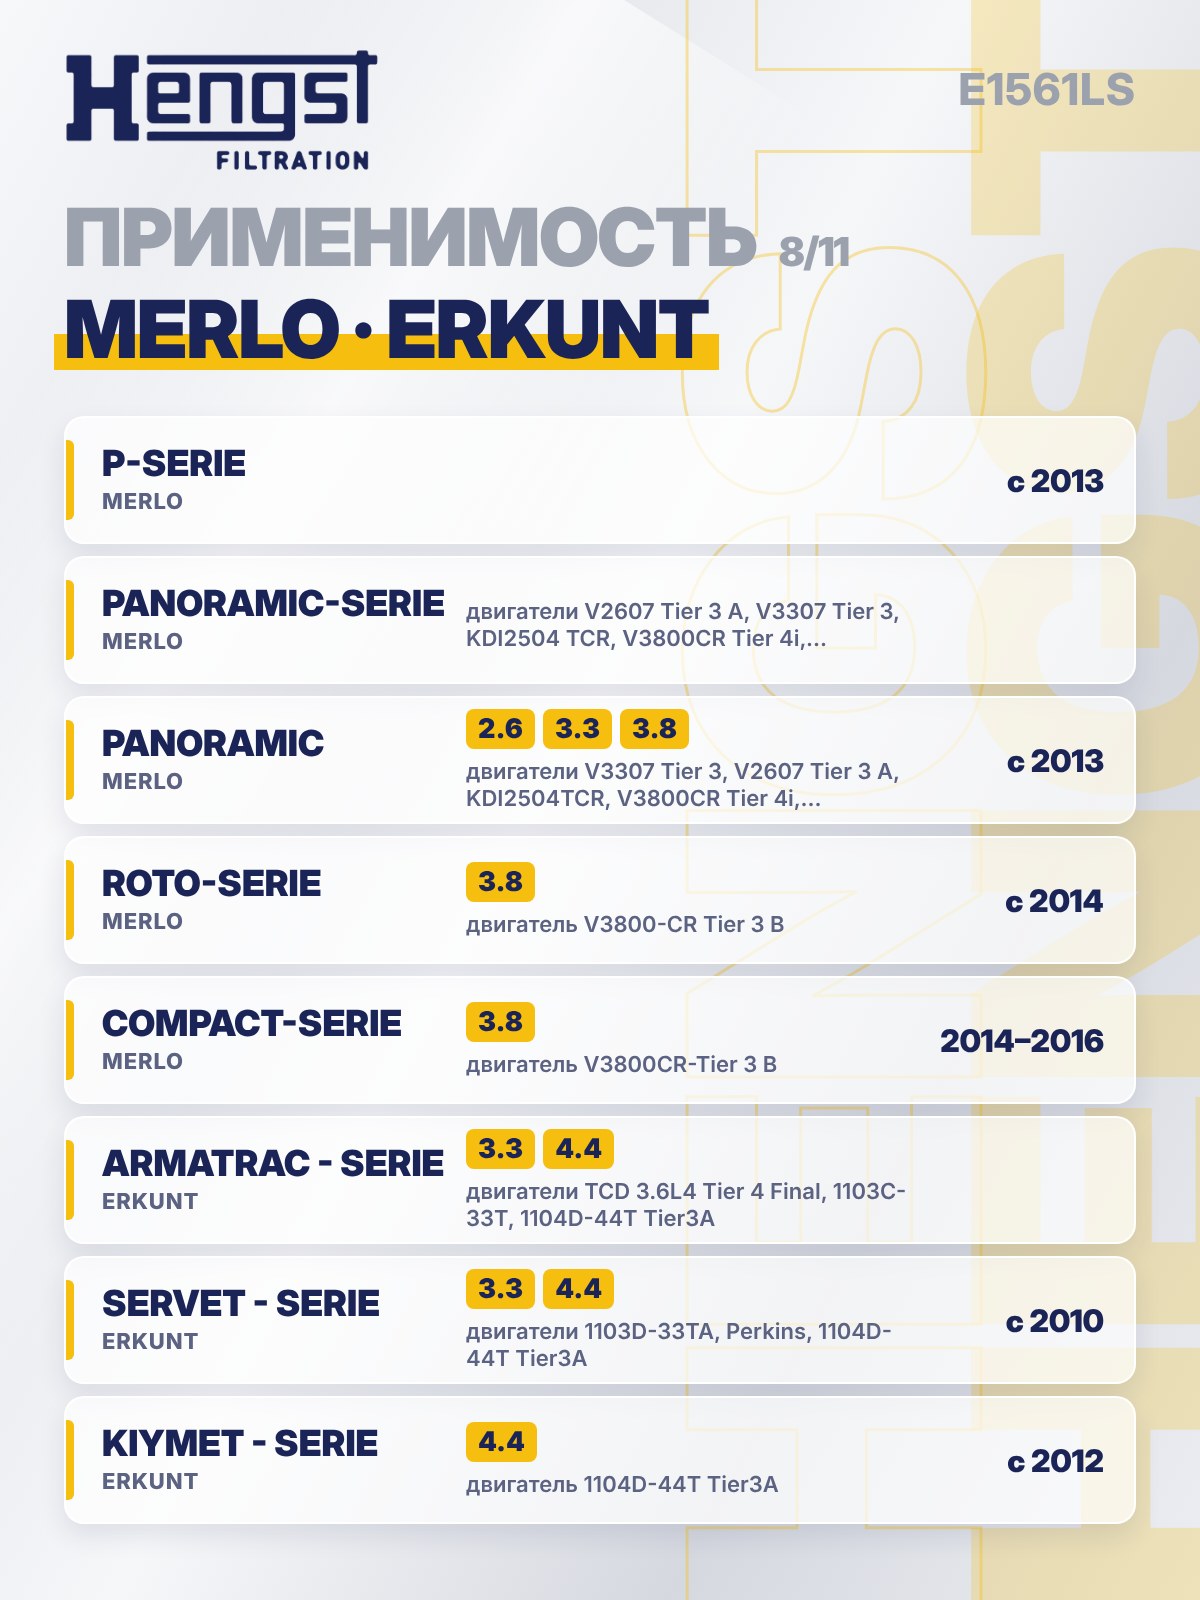 Hengst
FILTRATION
E1561LS
ПРИМЕНИМОСТЬ 8/11
MERLO · ERKUNT
P-SERIE
MERLO
с 2013
PANORAMIC-SERIE
MERLO
двигатели V2607 Tier 3 A, V3307 Tier 3,
KDI2504 TCR, V3800CR Tier 4i,...
PANORAMIC
MERLO
2.6 3.3 3.8
двигатели V3307 Tier 3, V2607 Tier 3 A,
KDI2504TCR, V3800CR Tier 4i,...
с 2013
ROTO-SERIE
MERLO
3.8
двигатель V3800-CR Tier 3 B
с 2014
COMPACT-SERIE
MERLO
3.8
двигатель V3800CR-Tier 3 B
2014–2016
ARMATRAC - SERIE
ERKUNT
3.3 4.4
двигатели TCD 3.6L4 Tier 4 Final, 1103C-
33T, 1104D-44T Tier3A
SERVET - SERIE
ERKUNT
3.3 4.4
двигатели 1103D-33TA, Perkins, 1104D-
44T Tier3A
с 2010
KIYMET - SERIE
ERKUNT
4.4
двигатель 1104D-44T Tier3A
с 2012
HENGST
HENGST